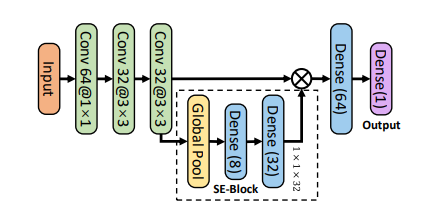 Input
Conv 64@1×1
Conv 32@3×3
Conv 32@3×3
Global Pool
Dense (8)
Dense (32)
1×1×32
SE-Block
Dense (64)
Dense(1)
Output